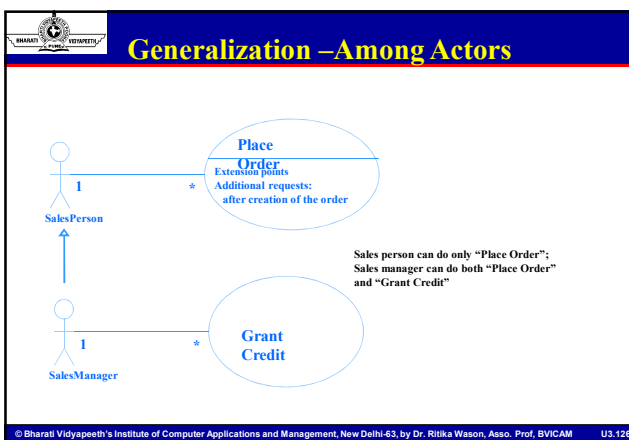 BHARATI VIDYAPEETH
PUNE
Generalization –Among Actors
Place
Order
Extension points
Additional requests:
after creation of the order
1 *
SalesPerson
Sales person can do only “Place Order”;
Sales manager can do both “Place Order”
and “Grant Credit”
1 *
Grant
Credit
SalesManager
© Bharati Vidyapeeth's Institute of Computer Applications and Management, New Delhi-63, by Dr. Ritika Wason, Asso. Prof, BVICAM U3.126